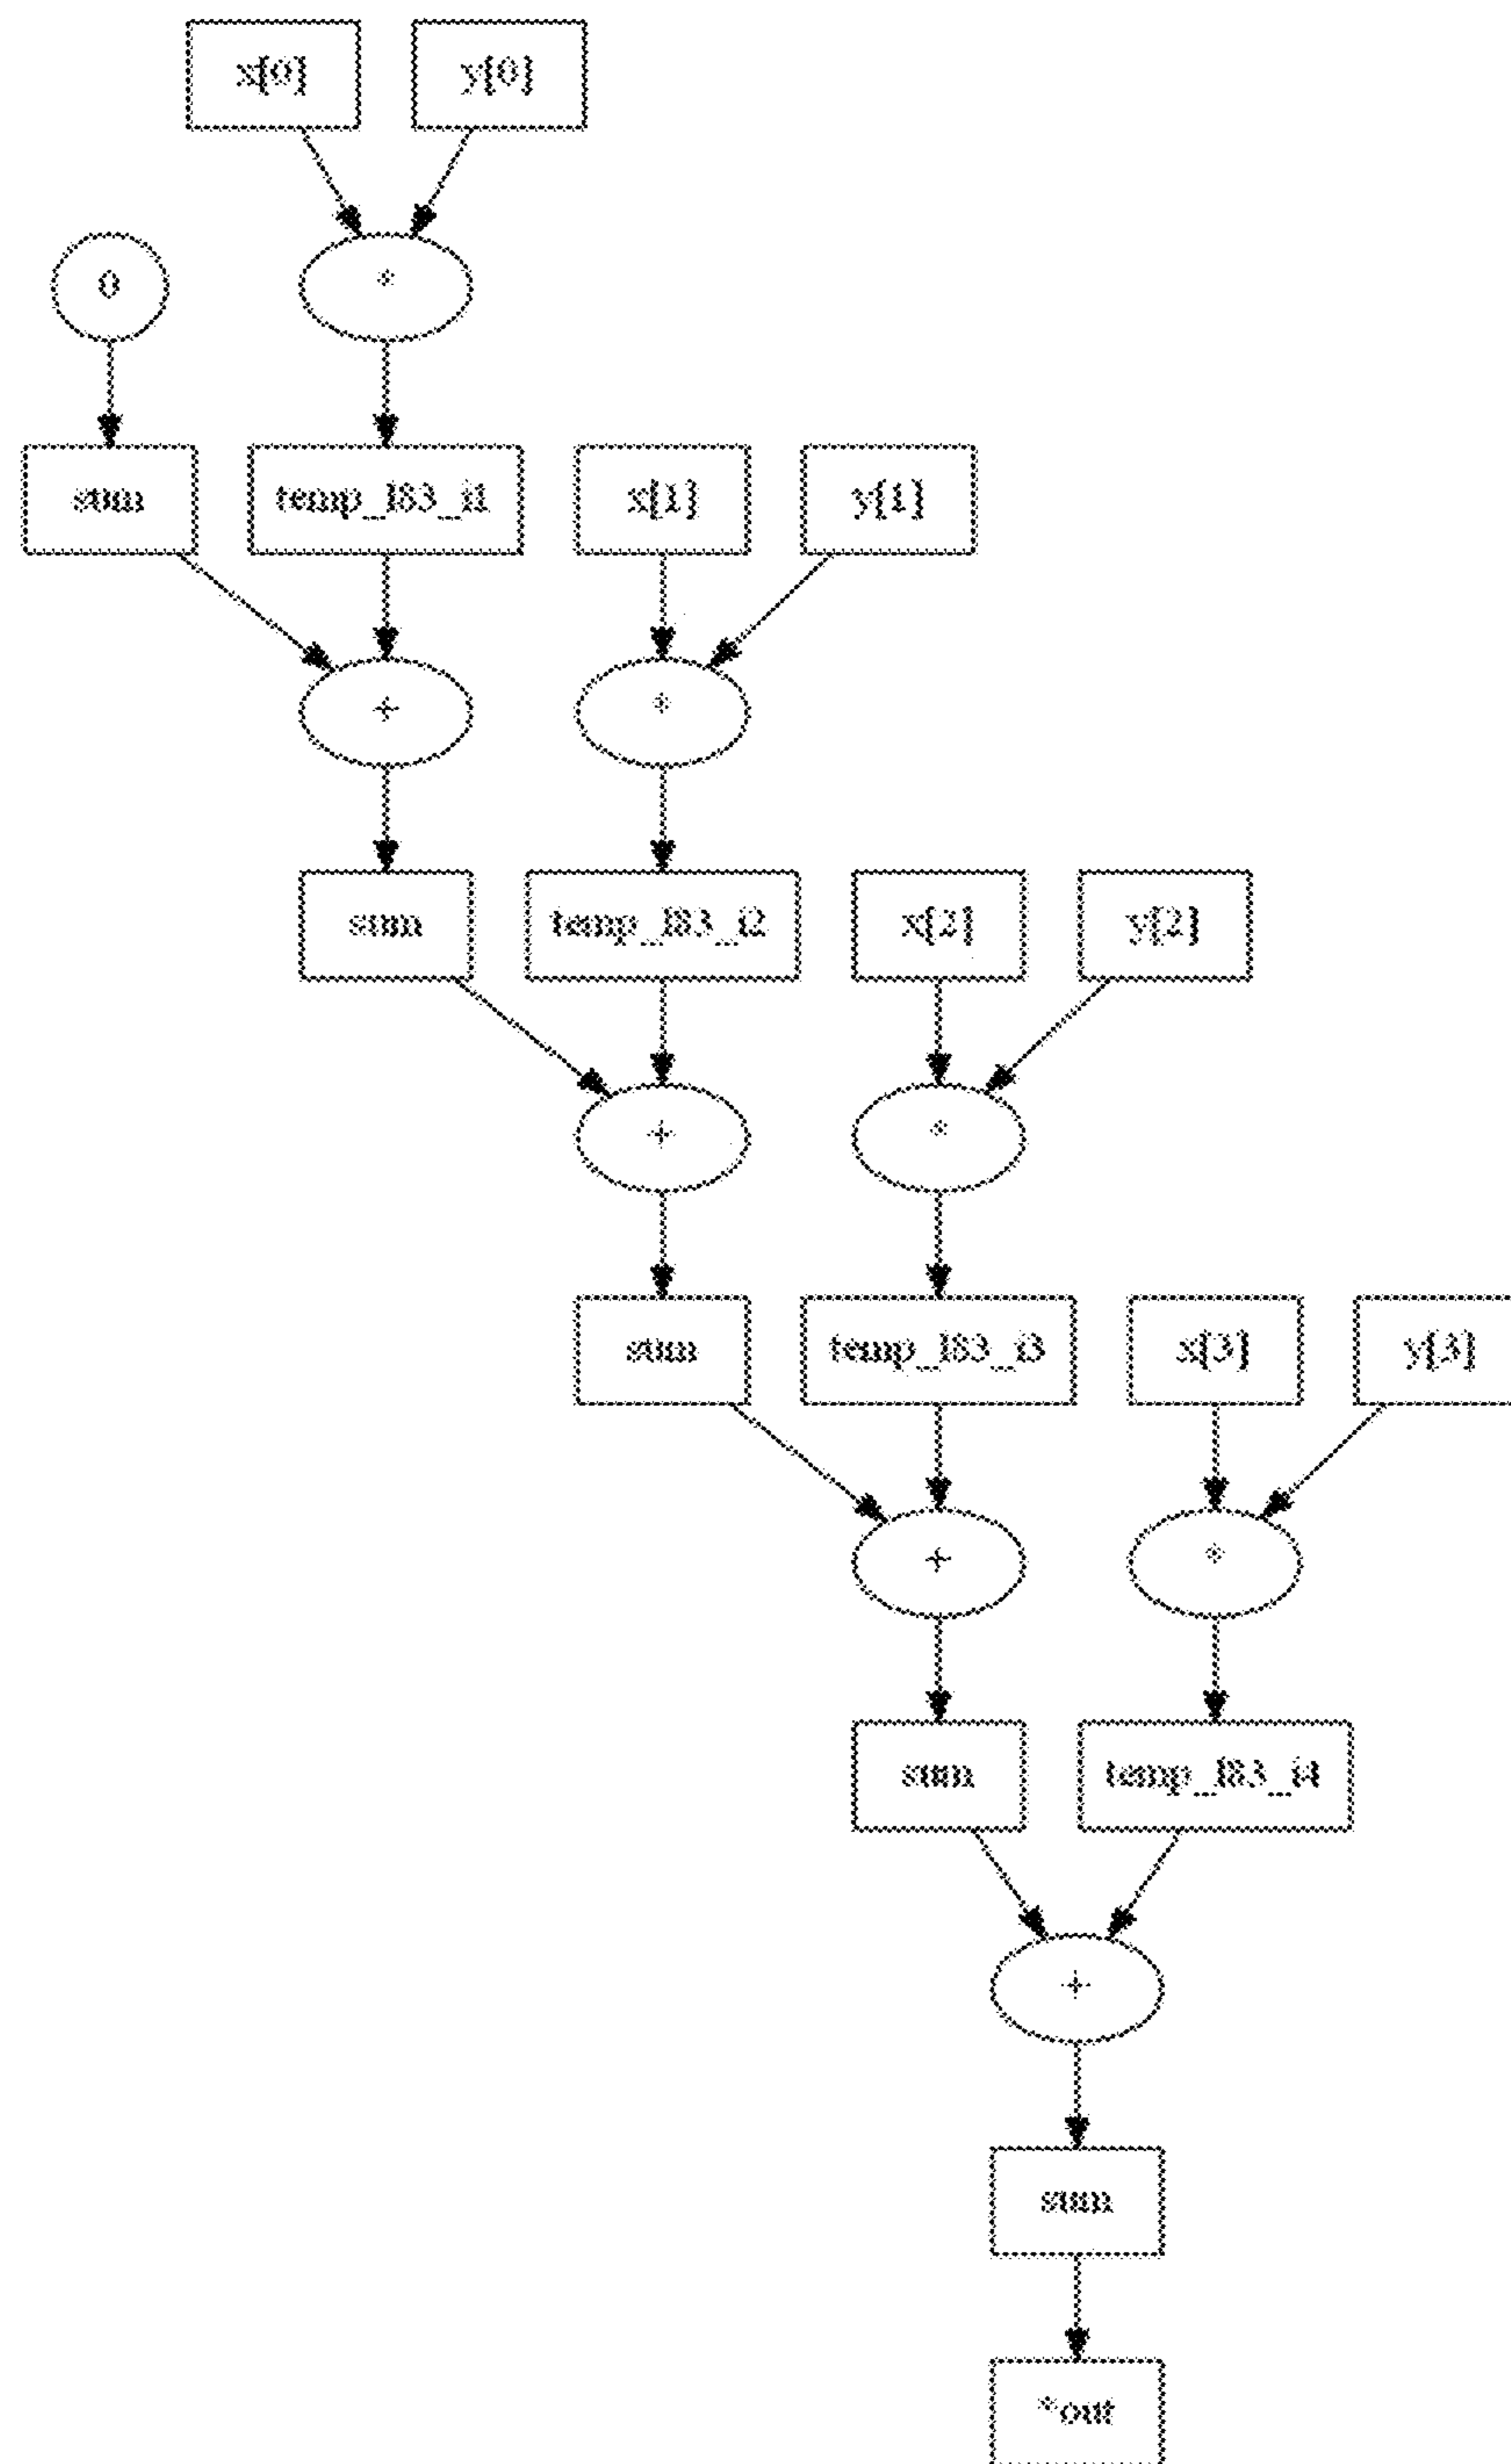 x[0] y[0]
0 *
sum temp_l83_i1 x[1] y[1]
+ *
sum temp_l83_i2 x[2] y[2]
+ *
sum temp_l83_i3 x[3] y[3]
+ *
sum temp_l83_i4
+
sum
*out